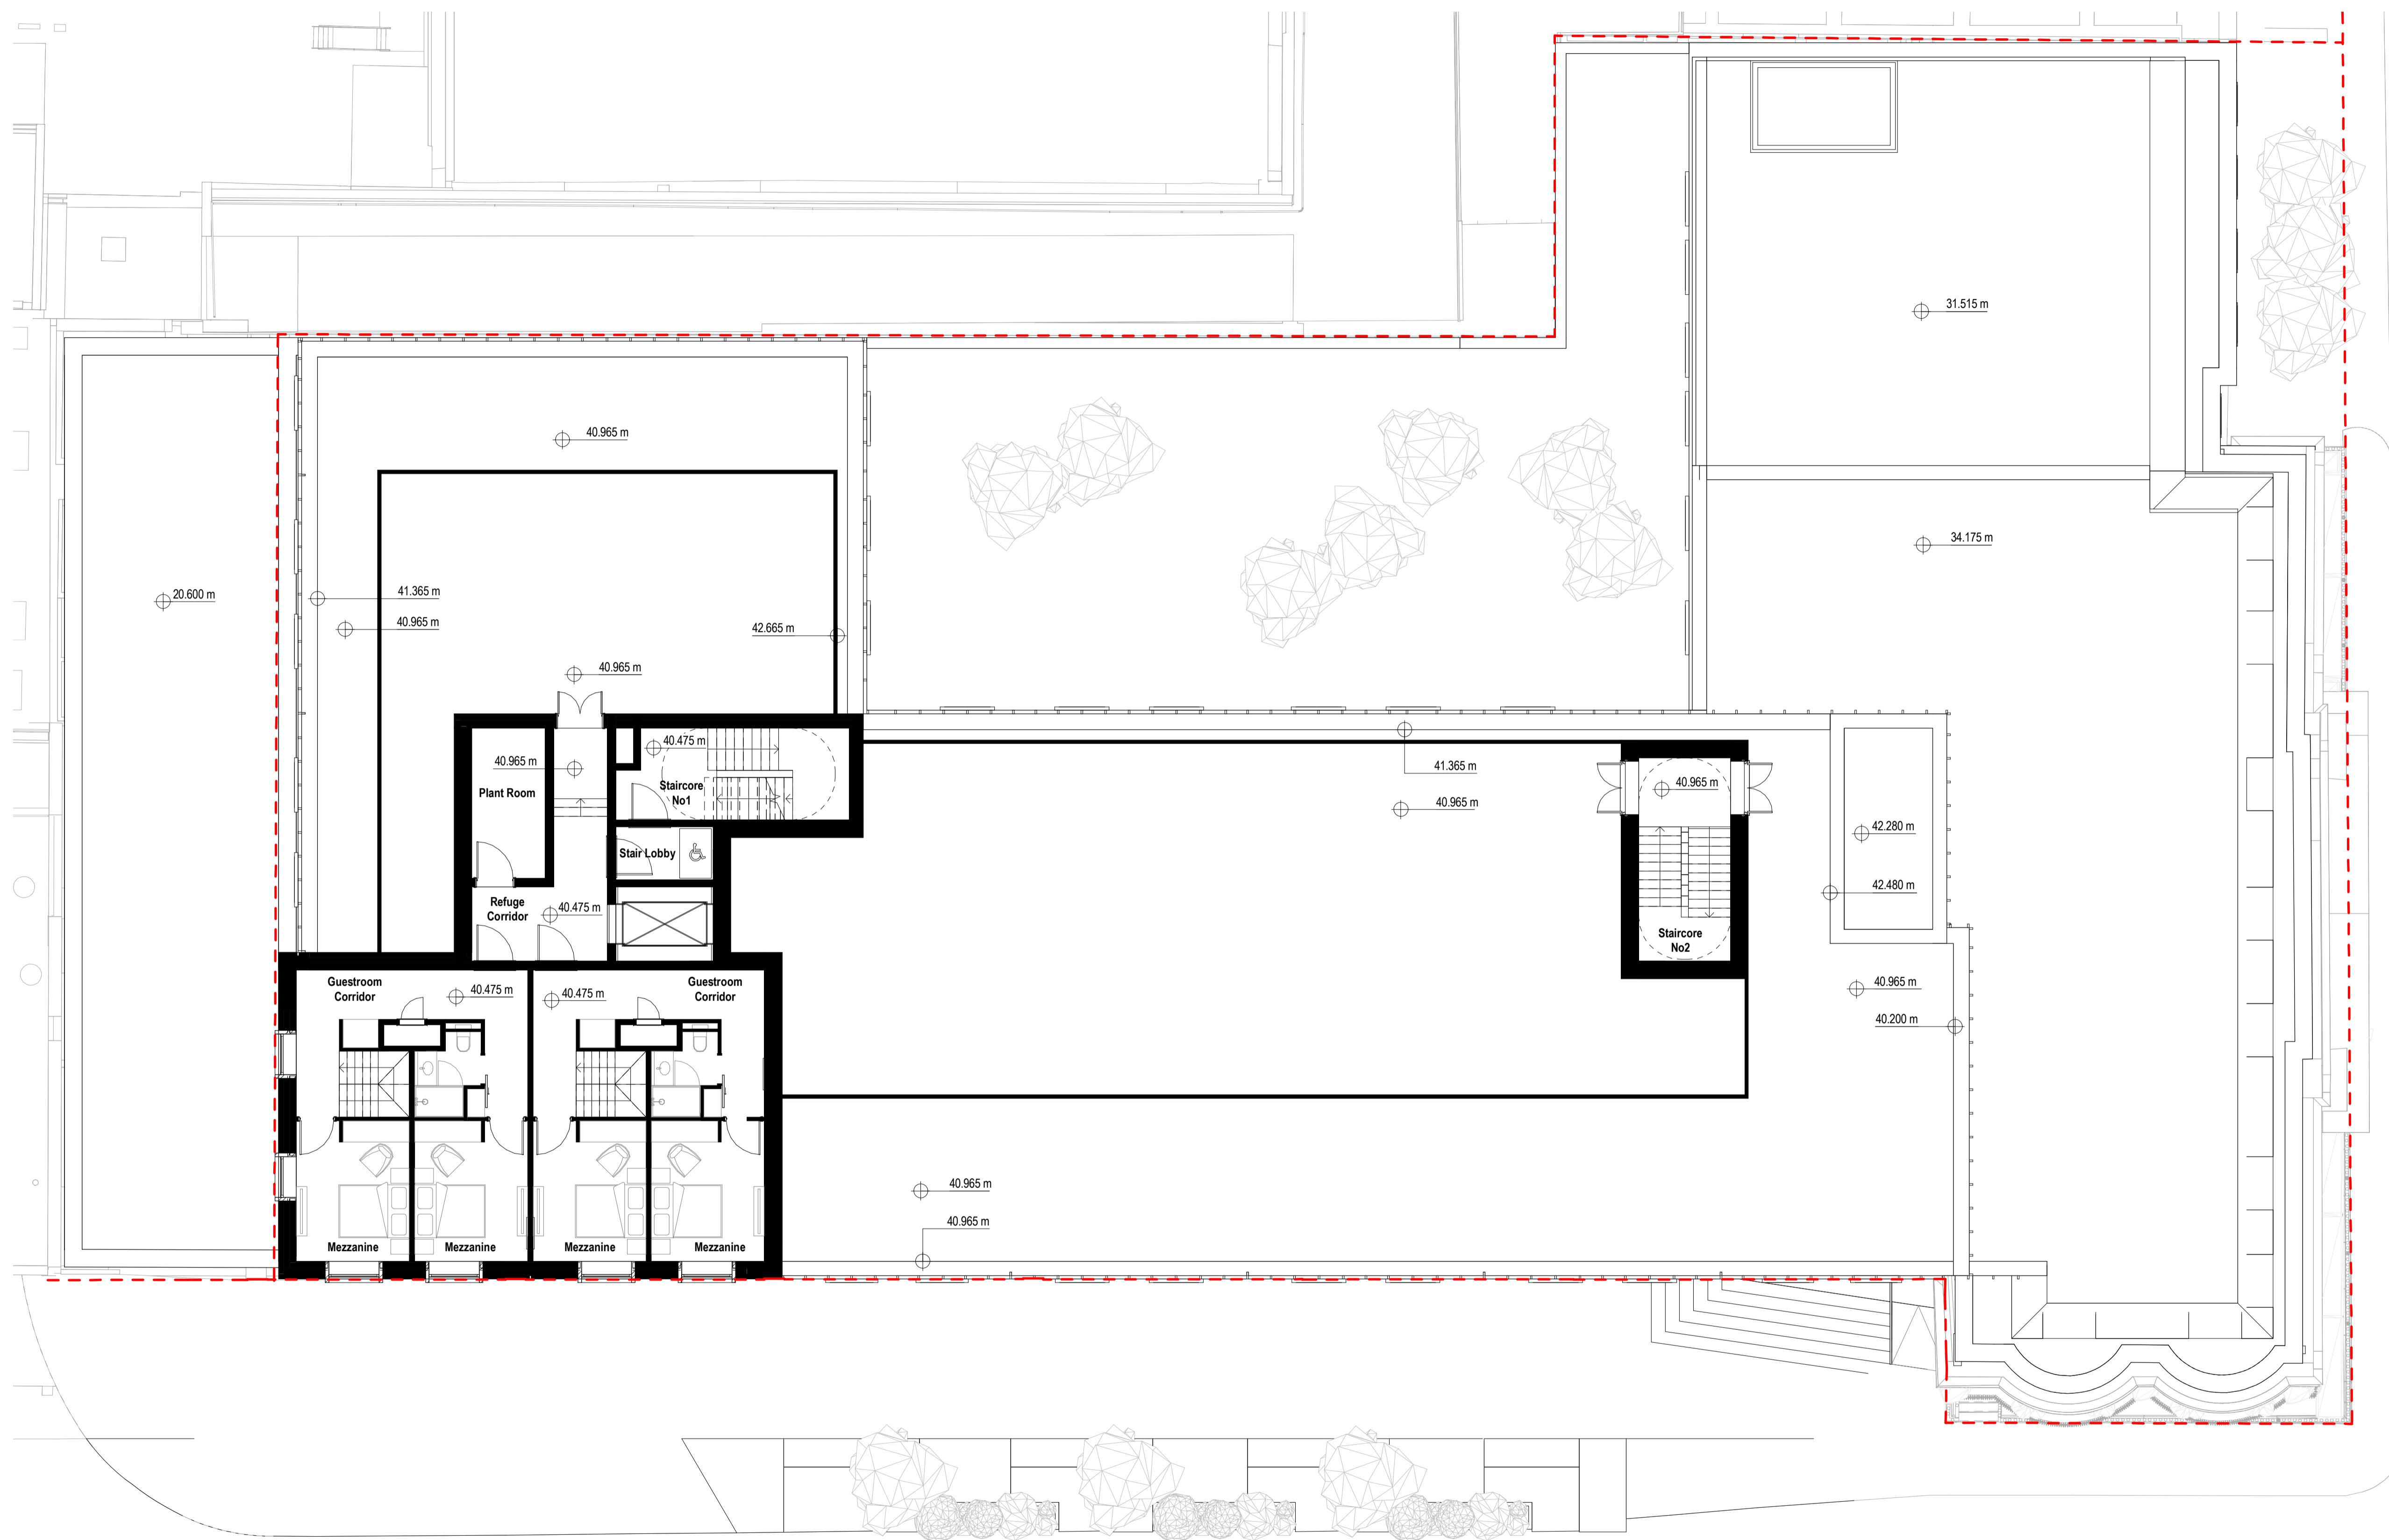 31.515 m
40.965 m
34.175 m
20.600 m
41.365 m
40.965 m
42.665 m
40.965 m
40.475 m
40.965 m
Plant Room
Staircore
No1
41.365 m
40.965 m
40.965 m
42.280 m
Stair Lobby
42.480 m
Refuge
Corridor
40.475 m
Staircore
No2
Guestroom
Corridor
40.475 m
40.475 m
Guestroom
Corridor
40.965 m
40.200 m
40.965 m
40.965 m
Mezzanine
Mezzanine
Mezzanine
Mezzanine